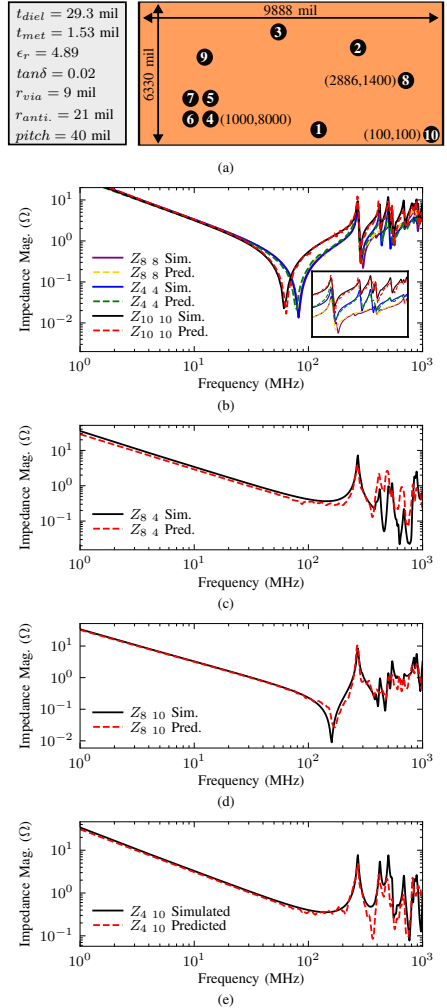 t_diel = 29.3 mil
t_met = 1.53 mil
ϵ_r = 4.89
tanδ = 0.02
r_via = 9 mil
r_anti. = 21 mil
pitch = 40 mil
9888 mil
6330 mil
3
2
9
8
(2886,1400)
7 5
6 4 (1000,8000)
1
(100,100) 10
(a)
Impedance Mag. (Ω)
10^1
10^0
10^−1
10^−2
Z_8 8 Sim.
Z_8 8 Pred.
Z_4 4 Sim.
Z_4 4 Pred.
Z_10 10 Sim.
Z_10 10 Pred.
10^0 10^1 10^2 10^3
Frequency (MHz)
(b)
Impedance Mag. (Ω)
10^1
10^0
10^−1
Z_8 4 Sim.
Z_8 4 Pred.
10^0 10^1 10^2 10^3
Frequency (MHz)
(c)
Impedance Mag. (Ω)
10^1
10^0
10^−1
10^−2
Z_8 10 Sim.
Z_8 10 Pred.
10^0 10^1 10^2 10^3
Frequency (MHz)
(d)
Impedance Mag. (Ω)
10^1
10^0
10^−1
Z_4 10 Simulated
Z_4 10 Predicted
10^0 10^1 10^2 10^3
Frequency (MHz)
(e)